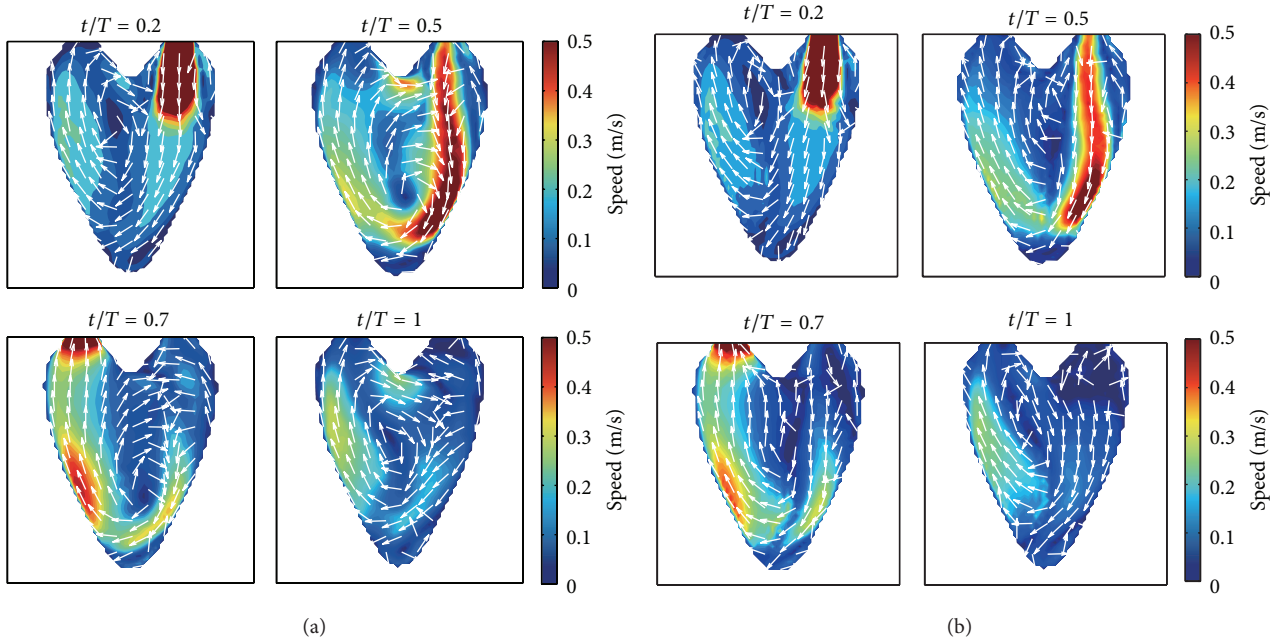 t/T = 0.2
t/T = 0.5
0.5
0.4
0.3
0.2
0.1
0
Speed (m/s)
t/T = 0.7
t/T = 1
0.5
0.4
0.3
0.2
0.1
0
Speed (m/s)
(a)
t/T = 0.2
t/T = 0.5
0.5
0.4
0.3
0.2
0.1
0
Speed (m/s)
t/T = 0.7
t/T = 1
0.5
0.4
0.3
0.2
0.1
0
Speed (m/s)
(b)